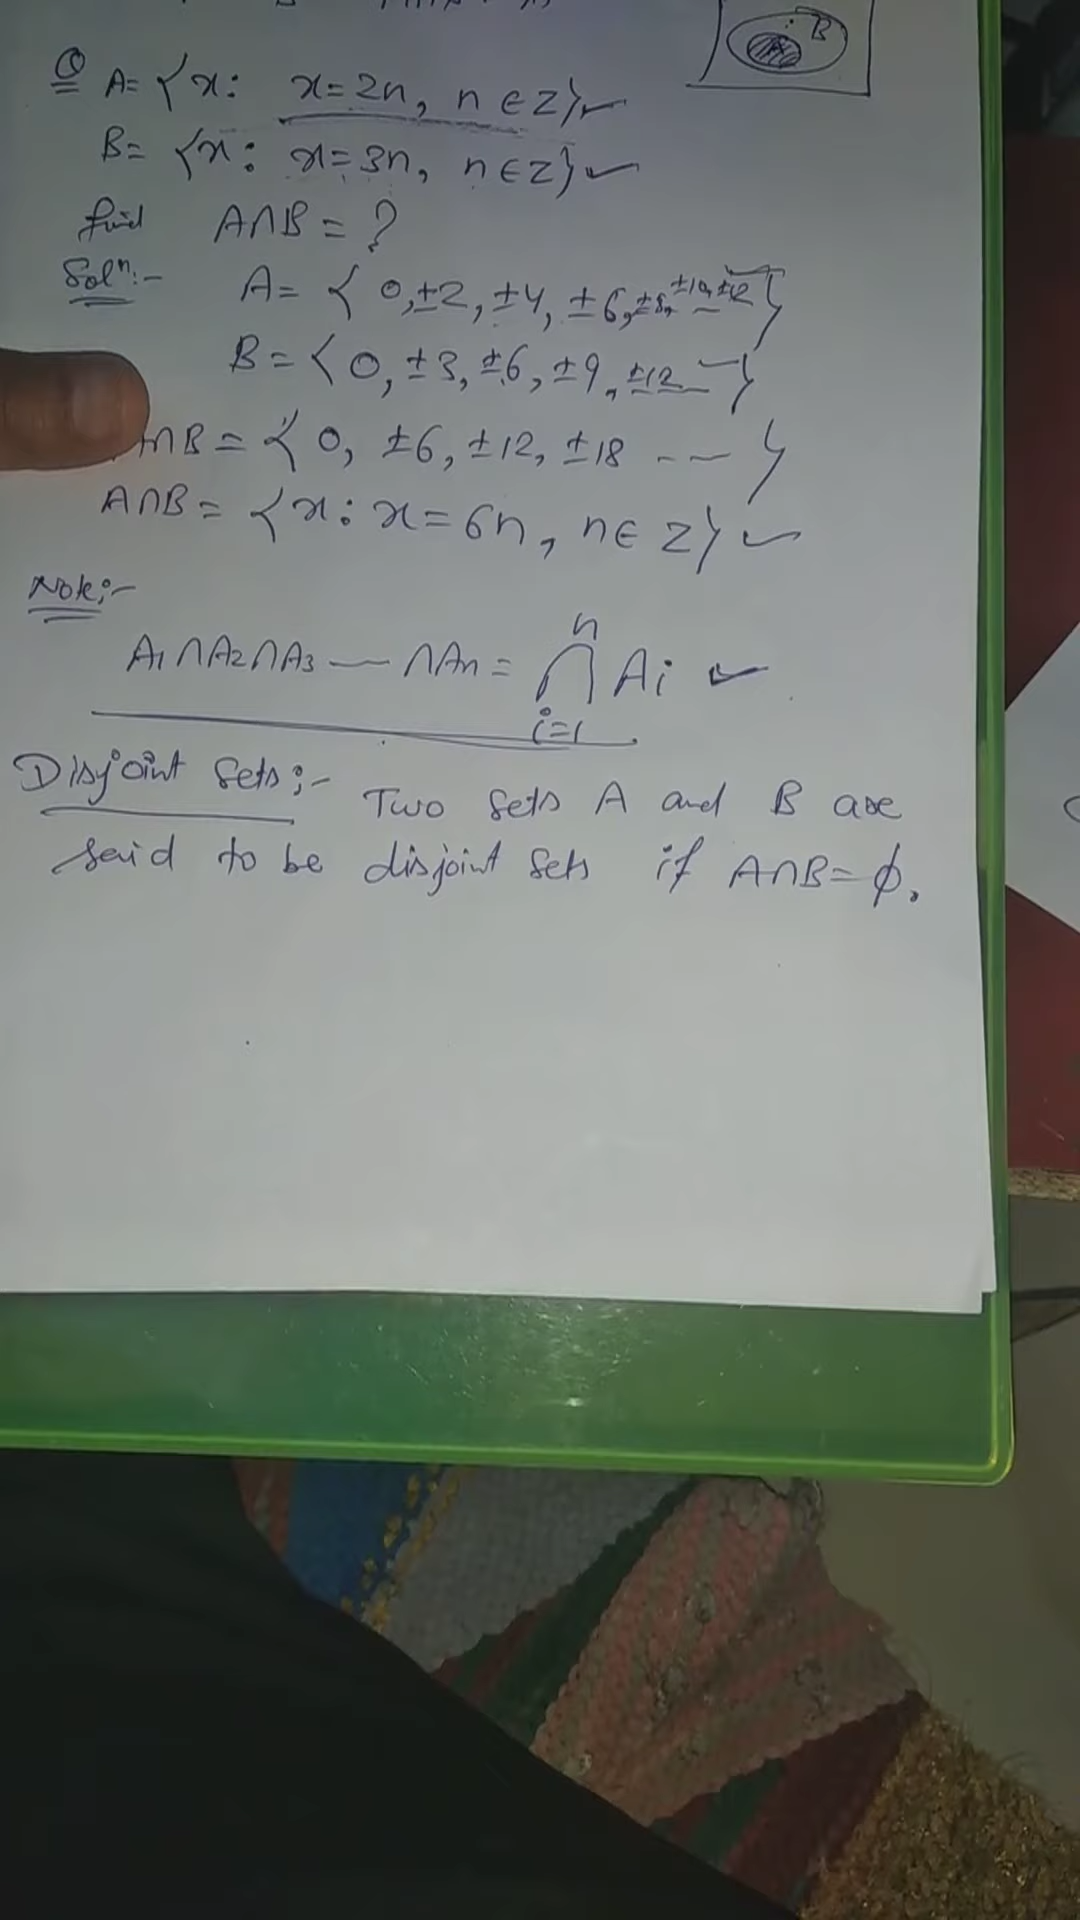 B
Q A= {x: x=2n, n∈Z}
B= {x: x=3n, n∈Z}
find A∩B = ?
Solⁿ:-
A= { 0,±2, ±4, ±6, ±8, ±10, ±12 }
B= { 0, ±3, ±6, ±9, ±12 -- }
∩B = { 0, ±6, ±12, ±18 --- }
A∩B= {x: x=6n, n∈Z}
Note:-
A1∩A2∩A3 — ∩An = ⋂ⁿᵢ₌₁ Ai
Disjoint Sets:- Two Sets A and B are
said to be disjoint sets if A∩B=ϕ.